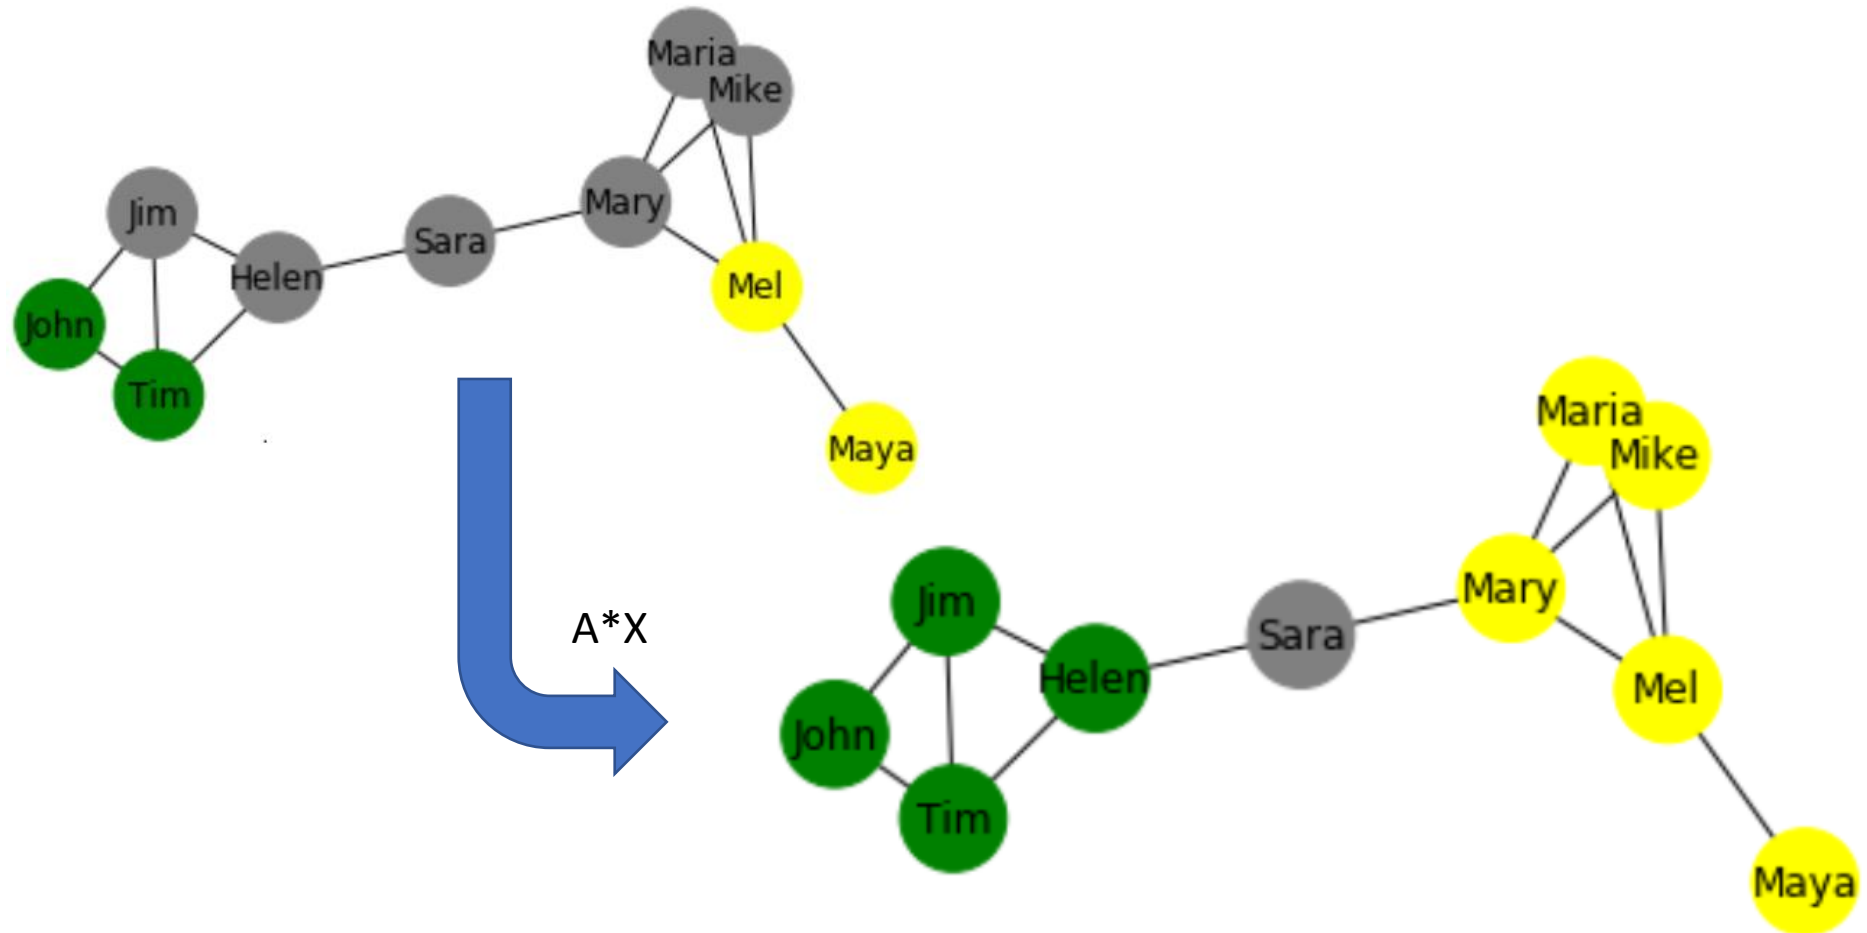 Maria
Mike
Jim
Mary
Sara
Helen
Mel
John
Tim
Maya
A*X
Maria
Mike
Jim
Mary
Sara
Helen
Mel
John
Tim
Maya